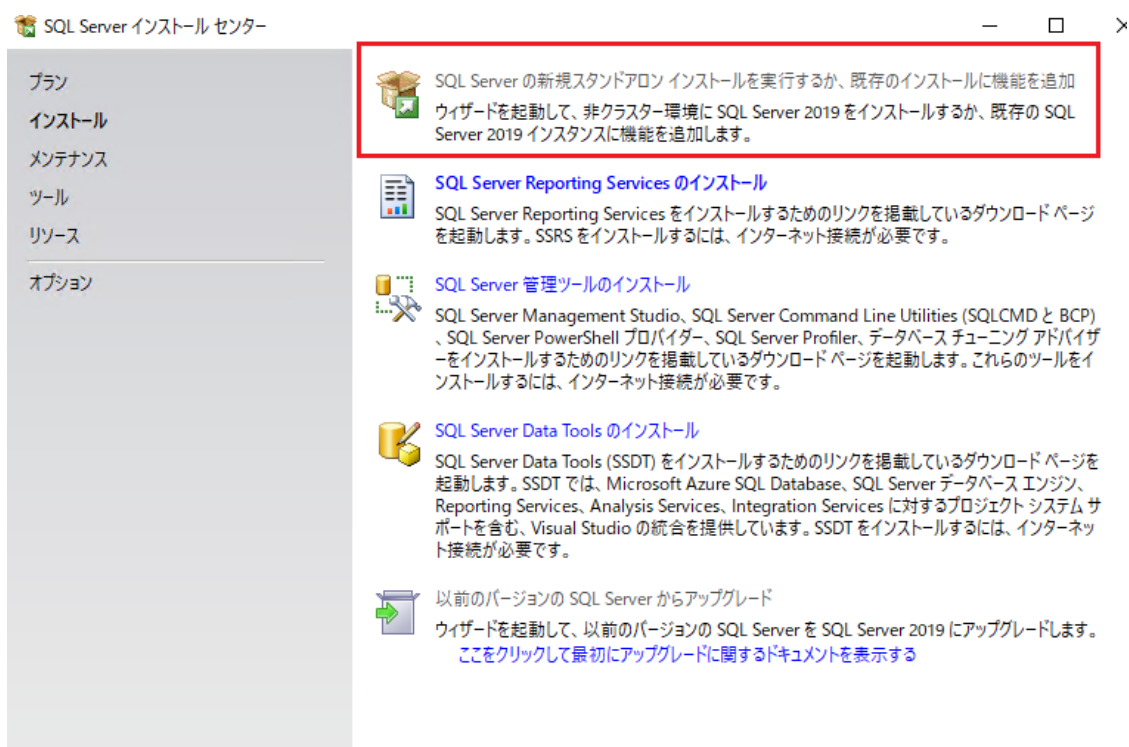 SQL Server インストール センター
プラン
インストール
メンテナンス
ツール
リソース
オプション
SQL Server の新規スタンドアロン インストールを実行するか、既存のインストールに機能を追加
ウィザードを起動して、非クラスター環境に SQL Server 2019 をインストールするか、既存の SQL
Server 2019 インスタンスに機能を追加します。
SQL Server Reporting Services のインストール
SQL Server Reporting Services をインストールするためのリンクを掲載しているダウンロード ページ
を起動します。SSRS をインストールするには、インターネット接続が必要です。
SQL Server 管理ツールのインストール
SQL Server Management Studio、SQL Server Command Line Utilities (SQLCMD と BCP)
、SQL Server PowerShell プロバイダー、SQL Server Profiler、データベース チューニング アドバイザ
ーをインストールするためのリンクを掲載しているダウンロード ページを起動します。これらのツールをイ
ンストールするには、インターネット接続が必要です。
SQL Server Data Tools のインストール
SQL Server Data Tools (SSDT) をインストールするためのリンクを掲載しているダウンロード ページを
起動します。SSDT では、Microsoft Azure SQL Database、SQL Server データベース エンジン、
Reporting Services、Analysis Services、Integration Services に対するプロジェクト システム サ
ポートを含む、Visual Studio の統合を提供しています。SSDT をインストールするには、インターネッ
ト接続が必要です。
以前のバージョンの SQL Server からアップグレード
ウィザードを起動して、以前のバージョンの SQL Server を SQL Server 2019 にアップグレードします。
ここをクリックして最初にアップグレードに関するドキュメントを表示する